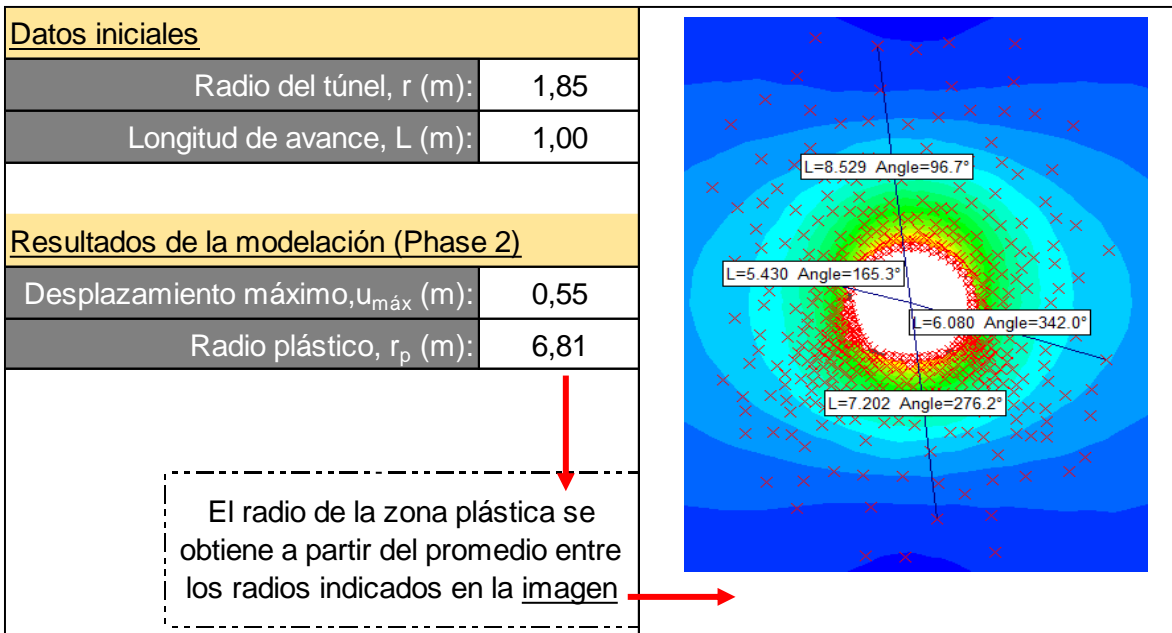 Datos iniciales
Radio del túnel, r (m): 1,85
Longitud de avance, L (m): 1,00
Resultados de la modelación (Phase 2)
Desplazamiento máximo,umáx (m): 0,55
Radio plástico, rp (m): 6,81
El radio de la zona plástica se
obtiene a partir del promedio entre
los radios indicados en la imagen
L=8.529 Angle=96.7°
L=5.430 Angle=165.3°
L=6.080 Angle=342.0°
L=7.202 Angle=276.2°